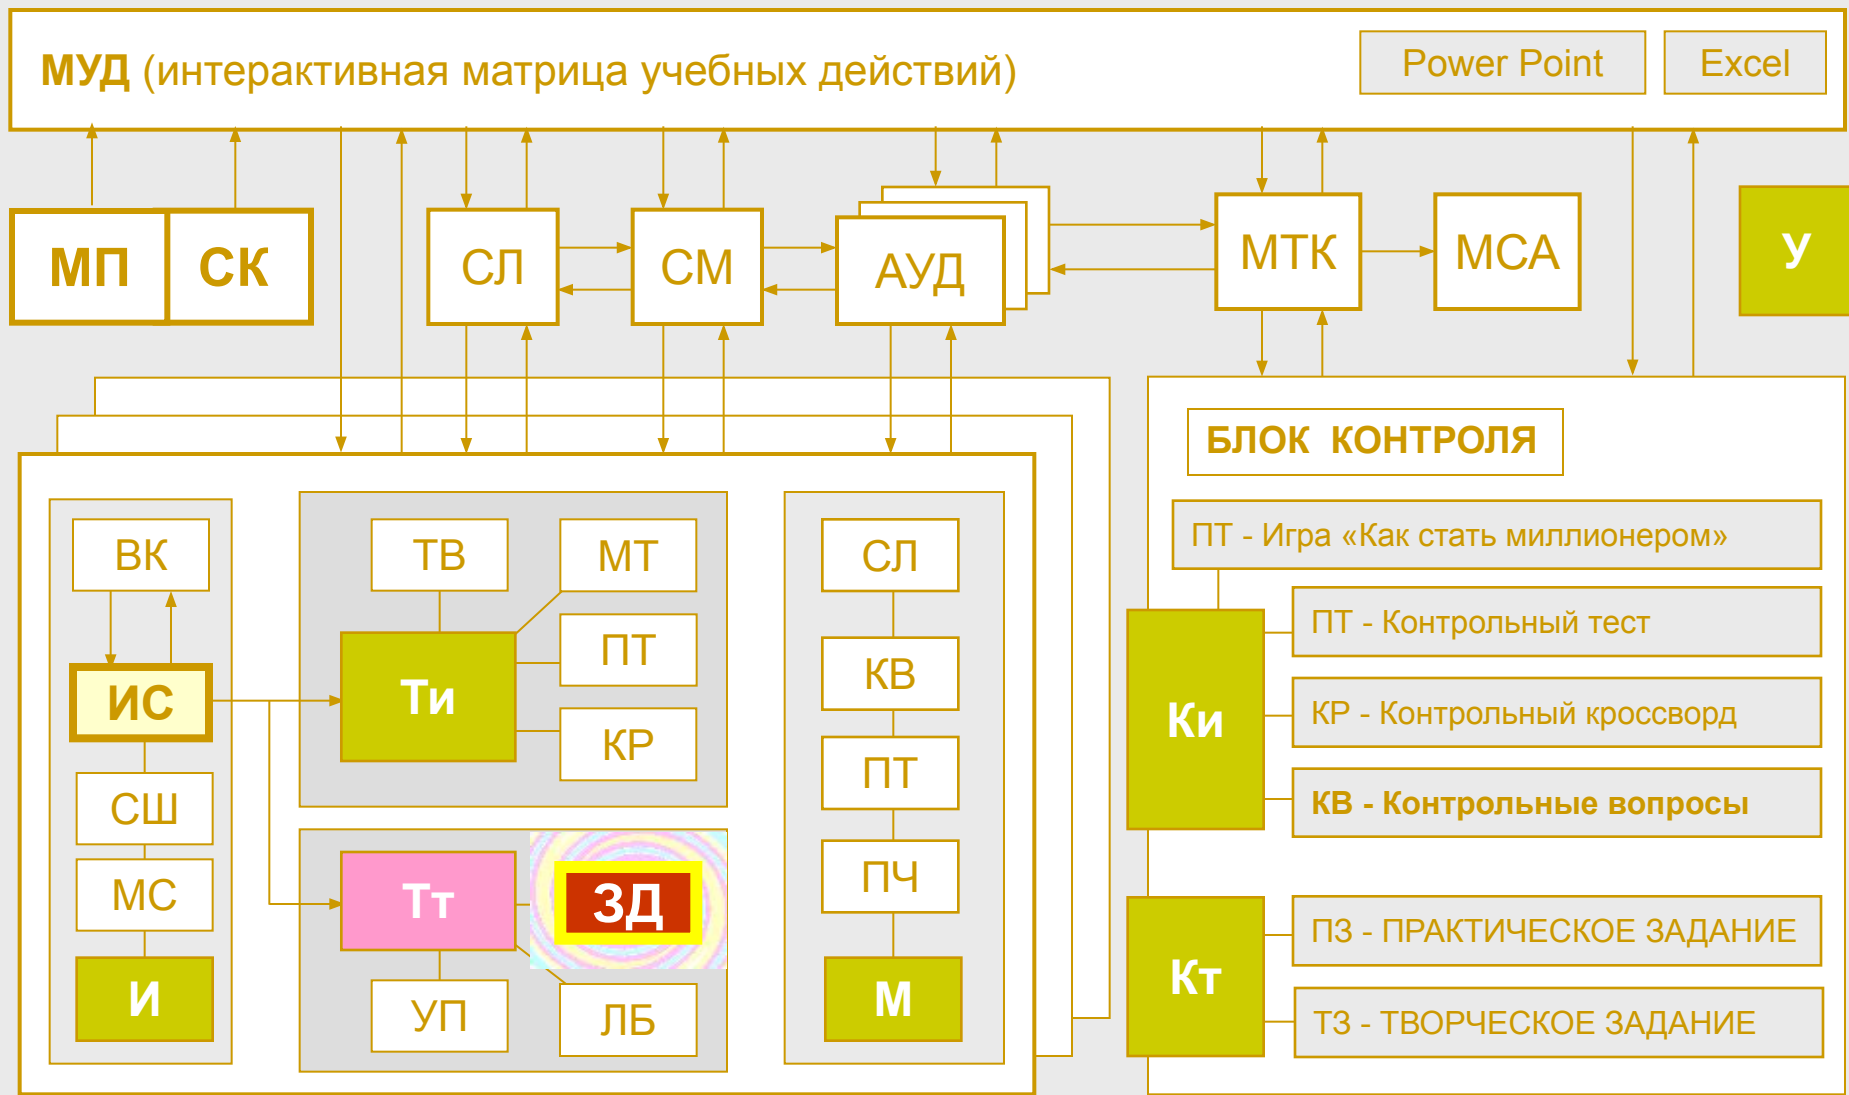 МУД (интерактивная матрица учебных действий)
Power Point
Excel
МП
СК
СЛ
СМ
АУД
МТК
МСА
У
БЛОК КОНТРОЛЯ
ВК
ИС
СШ
МС
И
ТВ
МТ
ПТ
КР
Ти
Тт
ЗД
УП
ЛБ
СЛ
КВ
ПТ
ПЧ
М
ПТ - Игра «Как стать миллионером»
Ки
ПТ - Контрольный тест
КР - Контрольный кроссворд
КВ - Контрольные вопросы
Кт
ПЗ - ПРАКТИЧЕСКОЕ ЗАДАНИЕ
ТЗ - ТВОРЧЕСКОЕ ЗАДАНИЕ